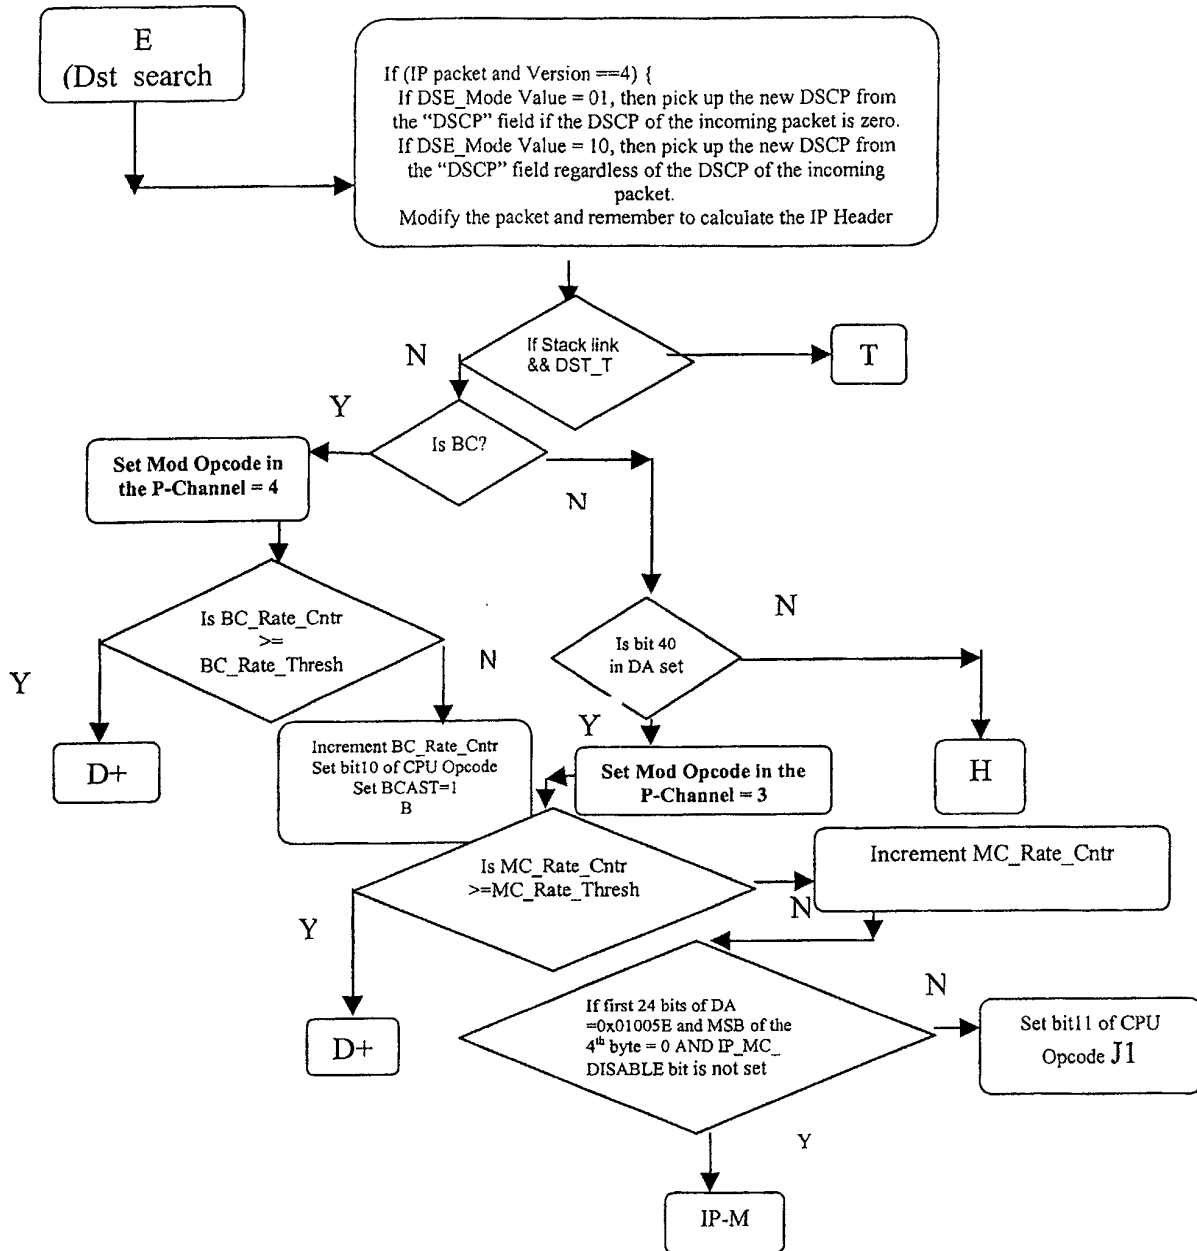 E
(Dst search
If (IP packet and Version ==4) {
If DSE_Mode Value = 01, then pick up the new DSCP from
the “DSCP” field if the DSCP of the incoming packet is zero.
If DSE_Mode Value = 10, then pick up the new DSCP from
the “DSCP” field regardless of the DSCP of the incoming
packet.
Modify the packet and remember to calculate the IP Header
If Stack link
&& DST_T
N
T
Y
Is BC?
Set Mod Opcode in
the P-Channel = 4
N
Is BC_Rate_Cntr
>=
BC_Rate_Thresh
N
Y
Is bit 40
in DA set
N
Y
D+
Increment BC_Rate_Cntr
Set bit10 of CPU Opcode
Set BCAST=1
B
Set Mod Opcode in the
P-Channel = 3
H
Is MC_Rate_Cntr
>=MC_Rate_Thresh
Increment MC_Rate_Cntr
N
Y
D+
If first 24 bits of DA
=0x01005E and MSB of the
4th byte = 0 AND IP_MC_
DISABLE bit is not set
N
Set bit11 of CPU
Opcode J1
Y
IP-M